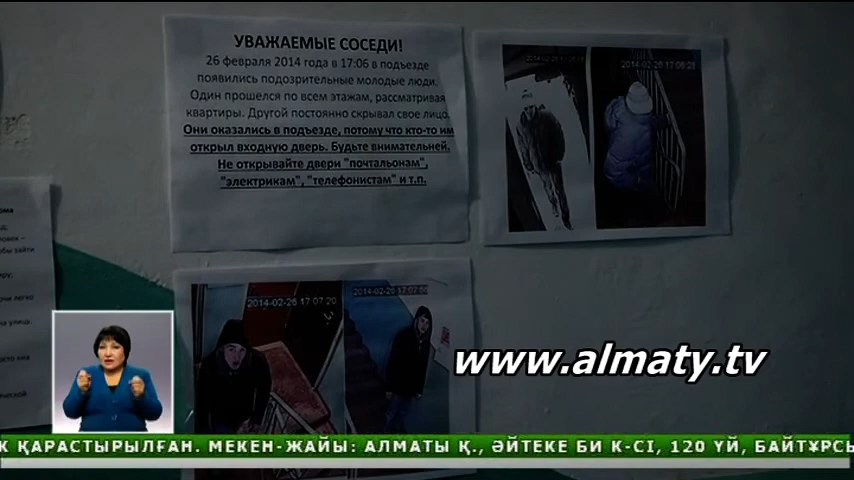 УВАЖАЕМЫЕ СОСЕДИ!
26 февраля 2014 года в 17:06 в подъезде
появились подозрительные молодые люди.
Один прошелся по всем этажам, рассматривая
квартиры. Другой постоянно скрывал свое лицо.
Они оказались в подъезде, потому что кто-то им
открыл входную дверь. Будьте внимательней.
Не открывайте двери "почтальонам",
"электрикам", "телефонистам" и т.п.
2014-02-26 17:06:28
2014-02-26 17:07:20
www.almaty.tv
ҚАРАСТЫРЫЛҒАН. МЕКЕН-ЖАЙЫ: АЛМАТЫ Қ., ӘЙТЕКЕ БИ К-СІ, 120 ҮЙ, БАЙТҰРСЫ